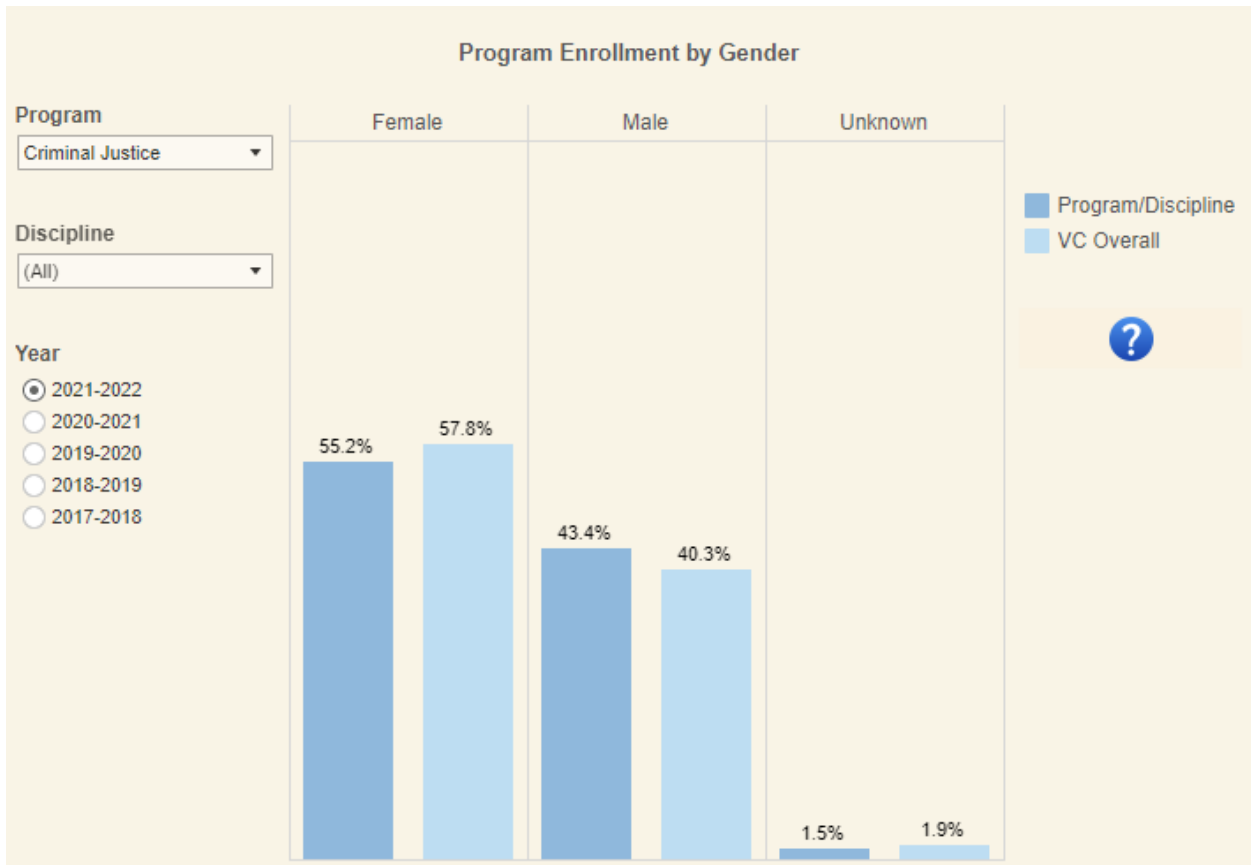 Program Enrollment by Gender
Program
Criminal Justice
Discipline
(All)
Year
2021-2022
2020-2021
2019-2020
2018-2019
2017-2018
Female Male Unknown
55.2% 57.8%
43.4% 40.3%
1.5% 1.9%
Program/Discipline
VC Overall
?